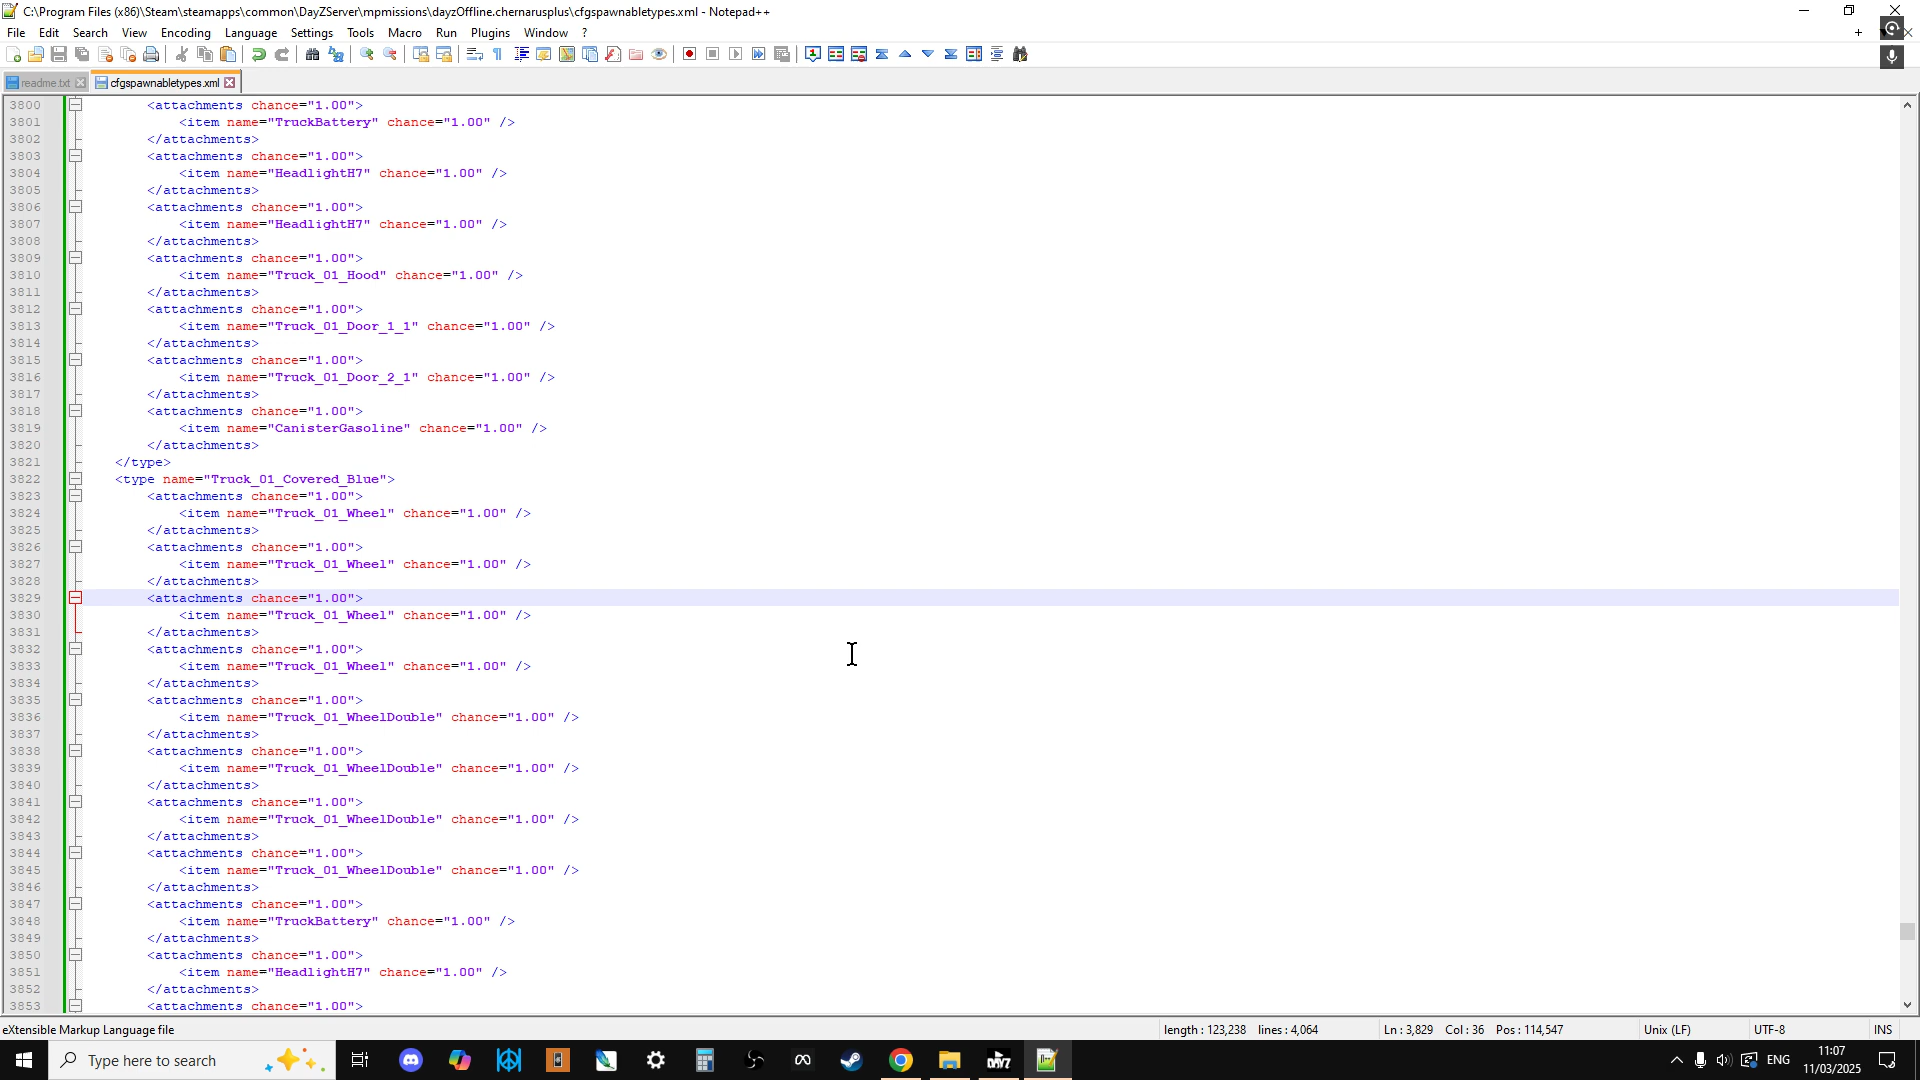 C:\Program Files (x86)\Steam\steamapps\common\DayZServer\mpmissions\dayzOffline.chernarusplus\cfgspawnabletypes.xml - Notepad++
File Edit Search View Encoding Language Settings Tools Macro Run Plugins Window ?
readme.txt cfgspawnabletypes.xml
3800 <attachments chance="1.00">
3801 <item name="TruckBattery" chance="1.00" />
3802 </attachments>
3803 <attachments chance="1.00">
3804 <item name="HeadlightH7" chance="1.00" />
3805 </attachments>
3806 <attachments chance="1.00">
3807 <item name="HeadlightH7" chance="1.00" />
3808 </attachments>
3809 <attachments chance="1.00">
3810 <item name="Truck_01_Hood" chance="1.00" />
3811 </attachments>
3812 <attachments chance="1.00">
3813 <item name="Truck_01_Door_1_1" chance="1.00" />
3814 </attachments>
3815 <attachments chance="1.00">
3816 <item name="Truck_01_Door_2_1" chance="1.00" />
3817 </attachments>
3818 <attachments chance="1.00">
3819 <item name="CanisterGasoline" chance="1.00" />
3820 </attachments>
3821 </type>
3822 <type name="Truck_01_Covered_Blue">
3823 <attachments chance="1.00">
3824 <item name="Truck_01_Wheel" chance="1.00" />
3825 </attachments>
3826 <attachments chance="1.00">
3827 <item name="Truck_01_Wheel" chance="1.00" />
3828 </attachments>
3829 <attachments chance="1.00">
3830 <item name="Truck_01_Wheel" chance="1.00" />
3831 </attachments>
3832 <attachments chance="1.00">
3833 <item name="Truck_01_Wheel" chance="1.00" />
3834 </attachments>
3835 <attachments chance="1.00">
3836 <item name="Truck_01_WheelDouble" chance="1.00" />
3837 </attachments>
3838 <attachments chance="1.00">
3839 <item name="Truck_01_WheelDouble" chance="1.00" />
3840 </attachments>
3841 <attachments chance="1.00">
3842 <item name="Truck_01_WheelDouble" chance="1.00" />
3843 </attachments>
3844 <attachments chance="1.00">
3845 <item name="Truck_01_WheelDouble" chance="1.00" />
3846 </attachments>
3847 <attachments chance="1.00">
3848 <item name="TruckBattery" chance="1.00" />
3849 </attachments>
3850 <attachments chance="1.00">
3851 <item name="HeadlightH7" chance="1.00" />
3852 </attachments>
3853 <attachments chance="1.00">
eXtensible Markup Language file length : 123,238 lines : 4,064 Ln : 3,829 Col : 36 Pos : 114,547 Unix (LF) UTF-8 INS
Type here to search DAYZ ENG 11:07
11/03/2025